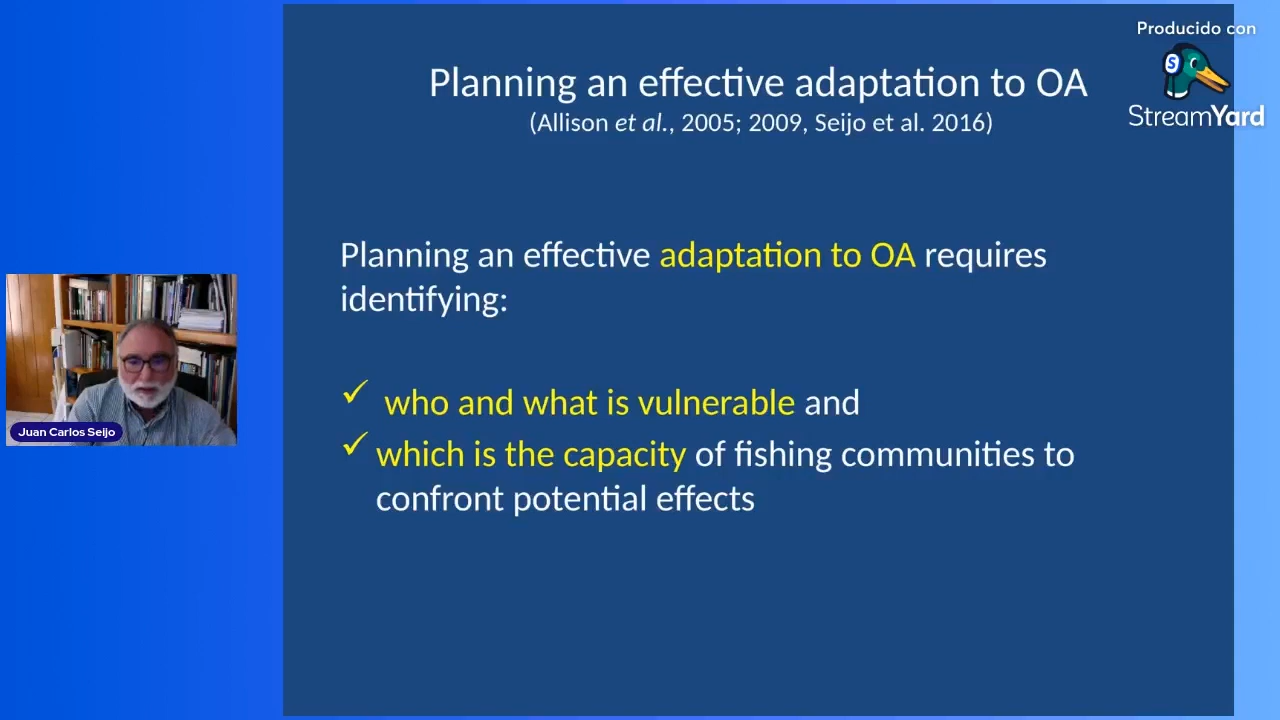 Producido con
StreamYard
Planning an effective adaptation to OA
(Allison et al., 2005; 2009, Seijo et al. 2016)
Planning an effective adaptation to OA requires
identifying:
✓ who and what is vulnerable and
✓ which is the capacity of fishing communities to
confront potential effects
Juan Carlos Seijo
S